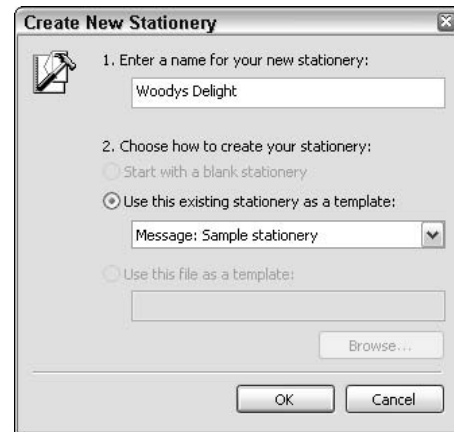 Create New Stationery
1. Enter a name for your new stationery:
Woodys Delight
2. Choose how to create your stationery:
Start with a blank stationery
Use this existing stationery as a template:
Message: Sample stationery
Use this file as a template:
Browse...
OK
Cancel